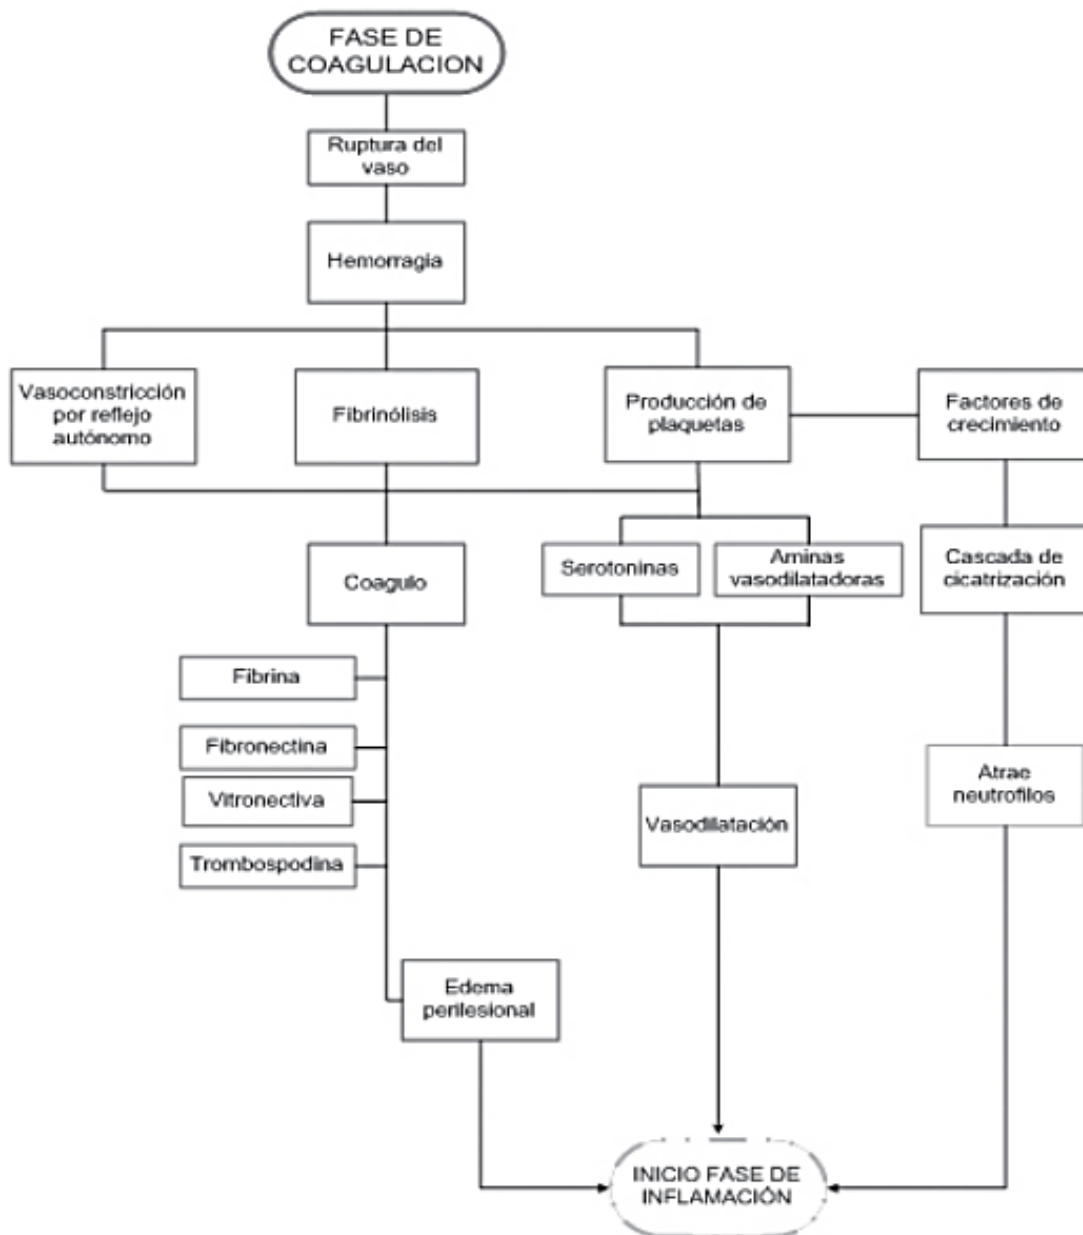 FASE DE
COAGULACION
Ruptura del
vaso
Hemorragia
Vasoconstricción
por reflejo
autónomo
Fibrinólisis
Producción de
plaquetas
Factores de
crecimiento
Coagulo
Serotoninas
Aminas
vasodilatadoras
Cascada de
cicatrización
Fibrina
Fibronectina
Vitronectiva
Trombospodina
Vasodilatación
Atrae
neutrofilos
Edema
perilesional
INICIO FASE DE
INFLAMACIÓN